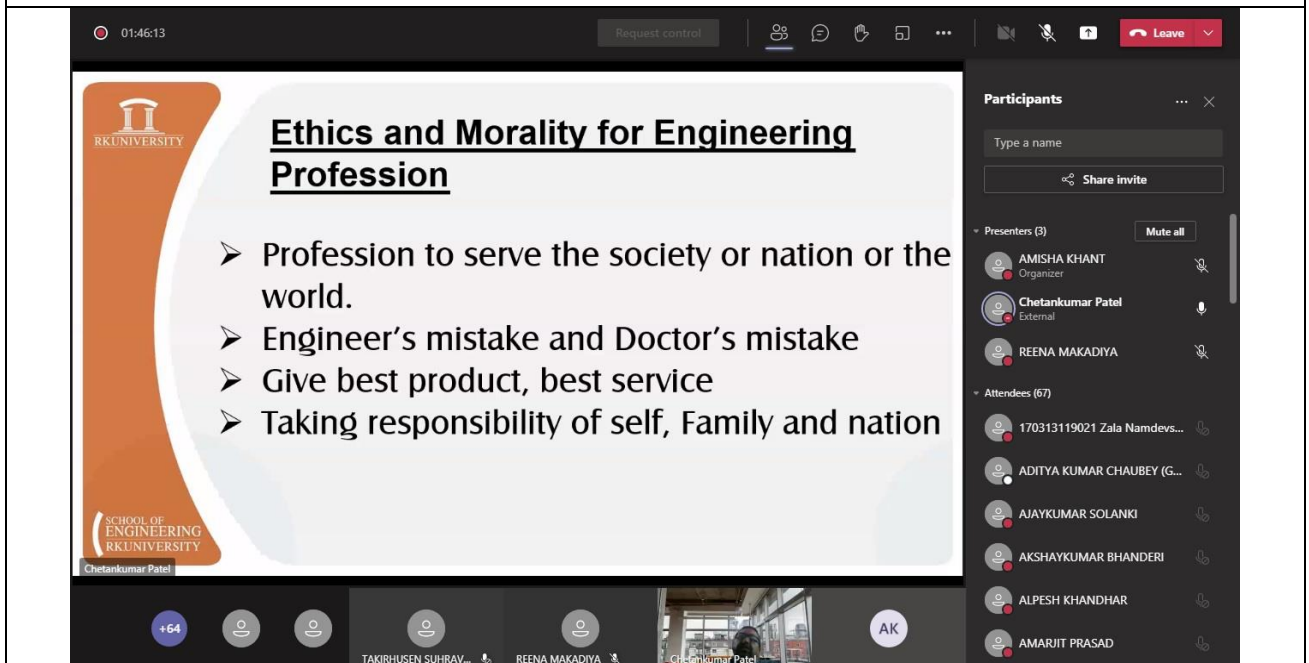 01:46:13
Request control
Leave
RKUNIVERSITY
Ethics and Morality for Engineering
Profession
➢ Profession to serve the society or nation or the
world.
➢ Engineer’s mistake and Doctor’s mistake
➢ Give best product, best service
➢ Taking responsibility of self, Family and nation
SCHOOL OF
ENGINEERING
RKUNIVERSITY
Chetankumar Patel
Participants
Type a name
Share invite
Presenters (3)
Mute all
AMISHA KHANT
Organizer
Chetankumar Patel
External
REENA MAKADIYA
Attendees (67)
170313119021 Zala Namdevs...
ADITYA KUMAR CHAUBEY (G...
AJAYKUMAR SOLANKI
AKSHAYKUMAR BHANDERI
ALPESH KHANDHAR
AMARJIT PRASAD
+64
TAKIRHUSEN SUHRAV...
REENA MAKADIYA
Chetankumar Patel
AK